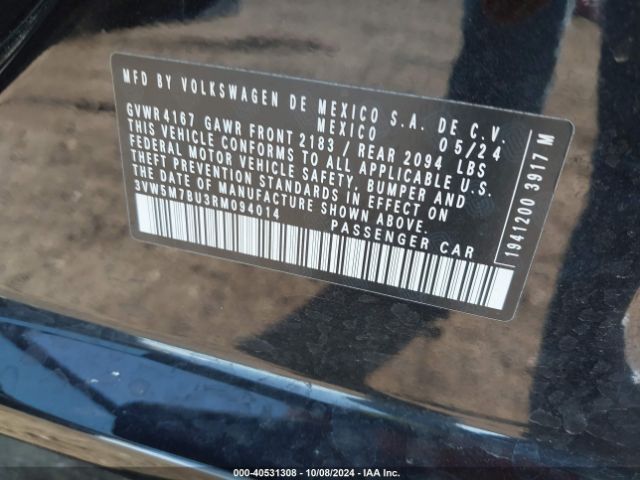 MFD BY VOLKSWAGEN DE MEXICO S.A. DE C.V.
MEXICO 05/24
GVWR 4167 GAWR FRONT 2183 / REAR 2094 LBS
THIS VEHICLE CONFORMS TO ALL APPLICABLE U.S.
FEDERAL MOTOR VEHICLE SAFETY, BUMPER AND
THEFT PREVENTION STANDARDS IN EFFECT ON
THE DATE OF MANUFACTURE SHOWN ABOVE.
3VW5M7BU3RM094014 PASSENGER CAR
1941200 3917 M
000-40531308 - 10/08/2024 - IAA Inc.